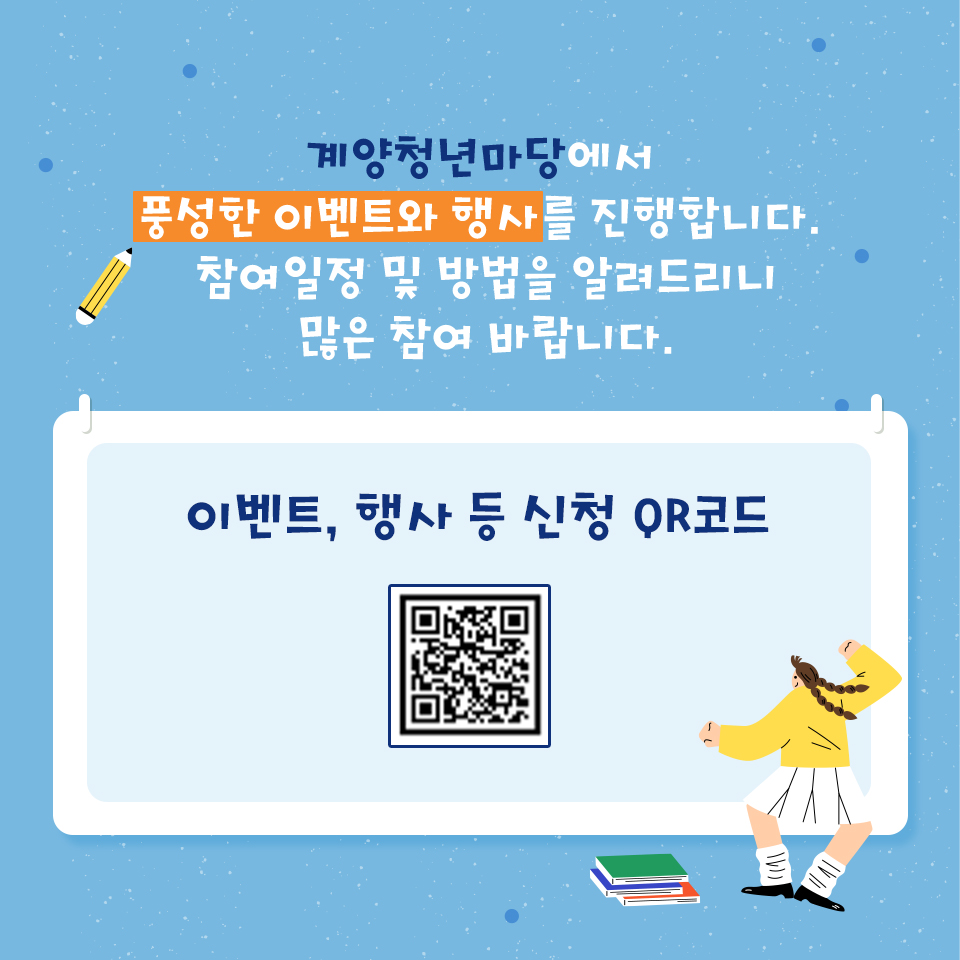 계양청년마당에서
풍성한 이벤트와 행사를 진행합니다.
참여일정 및 방법을 알려드리니
많은 참여 바랍니다.
이벤트, 행사 등 신청 QR코드